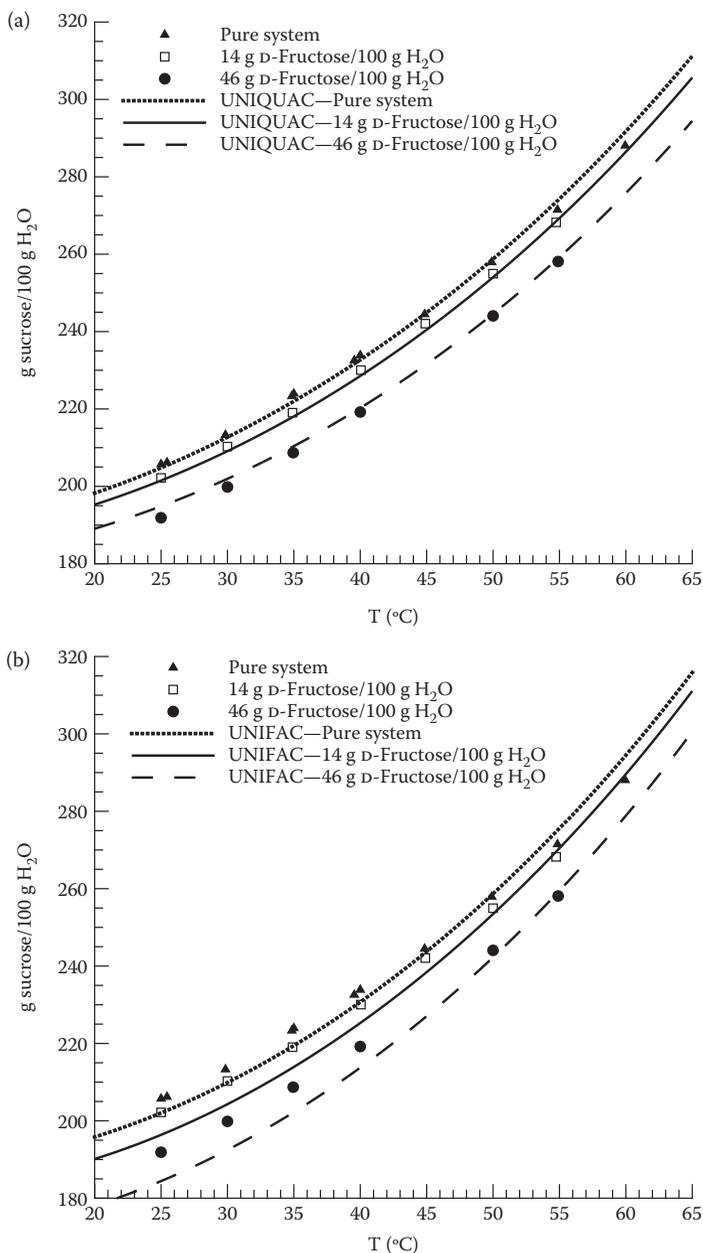 (a)
320
300
280
260
240
220
200
180
g sucrose/100 g H₂O
Pure system
14 g ᴅ-Fructose/100 g H₂O
46 g ᴅ-Fructose/100 g H₂O
UNIQUAC—Pure system
UNIQUAC—14 g ᴅ-Fructose/100 g H₂O
UNIQUAC—46 g ᴅ-Fructose/100 g H₂O
20 25 30 35 40 45 50 55 60 65
T (°C)
(b)
320
300
280
260
240
220
200
180
g sucrose/100 g H₂O
Pure system
14 g ᴅ-Fructose/100 g H₂O
46 g ᴅ-Fructose/100 g H₂O
UNIFAC—Pure system
UNIFAC—14 g ᴅ-Fructose/100 g H₂O
UNIFAC—46 g ᴅ-Fructose/100 g H₂O
20 25 30 35 40 45 50 55 60 65
T (°C)